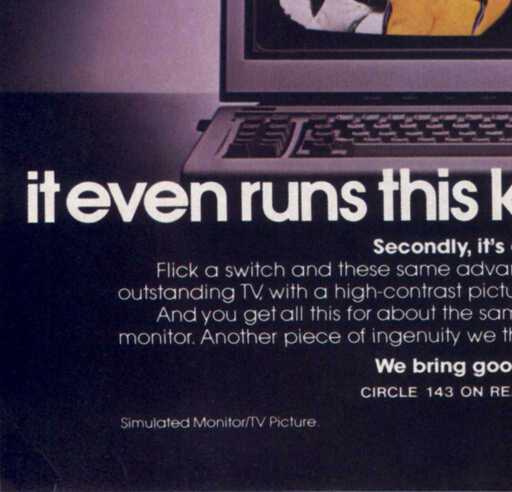 it even runs this k
Secondly, it's
Flick a switch and these same adva
outstanding TV, with a high-contrast pictu
And you get all this for about the sam
monitor. Another piece of ingenuity we th
We bring goo
CIRCLE 143 ON RE
Simulated Monitor/TV Picture.